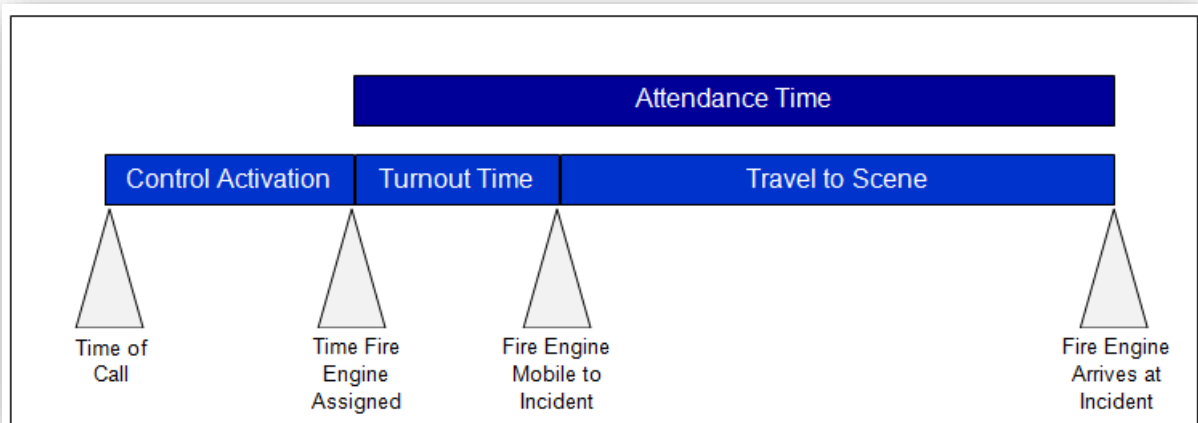 Attendance Time
Control Activation Turnout Time Travel to Scene
Time of
Call
Time Fire
Engine
Assigned
Fire Engine
Mobile to
Incident
Fire Engine
Arrives at
Incident